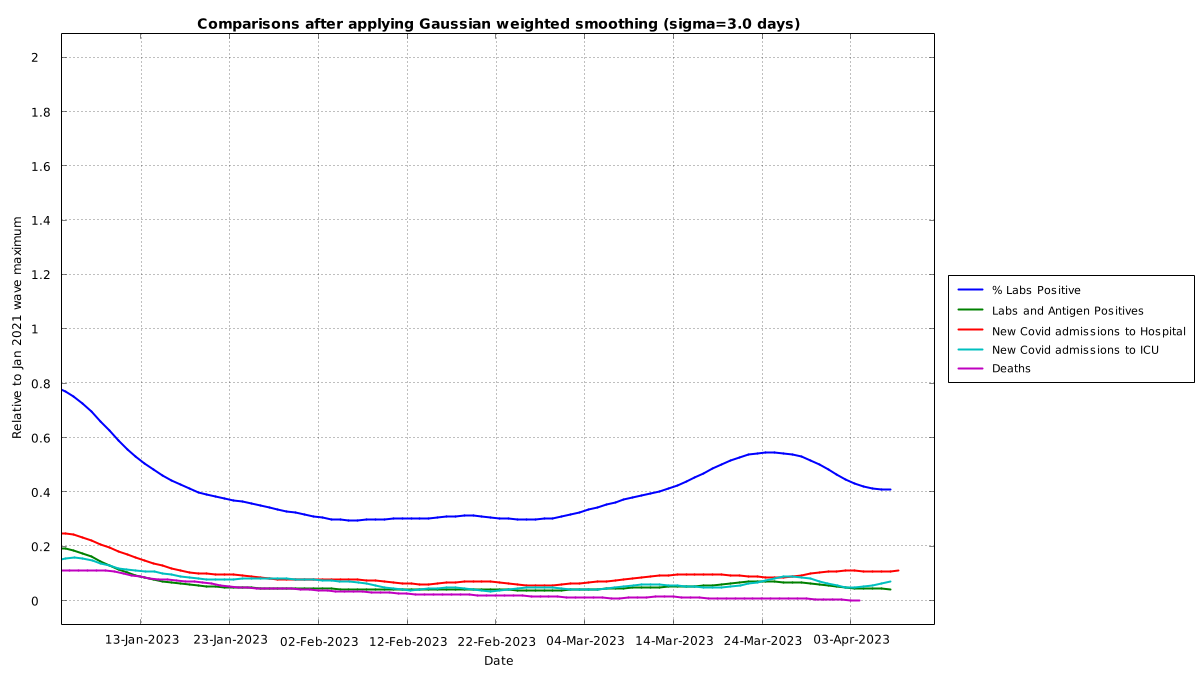 Comparisons after applying Gaussian weighted smoothing (sigma=3.0 days)
2
1.8
1.6
1.4
1.2
1
0.8
0.6
0.4
0.2
0
Relative to Jan 2021 wave maximum
13-Jan-2023 23-Jan-2023 02-Feb-2023 12-Feb-2023 22-Feb-2023 04-Mar-2023 14-Mar-2023 24-Mar-2023 03-Apr-2023
Date
% Labs Positive
Labs and Antigen Positives
New Covid admissions to Hospital
New Covid admissions to ICU
Deaths